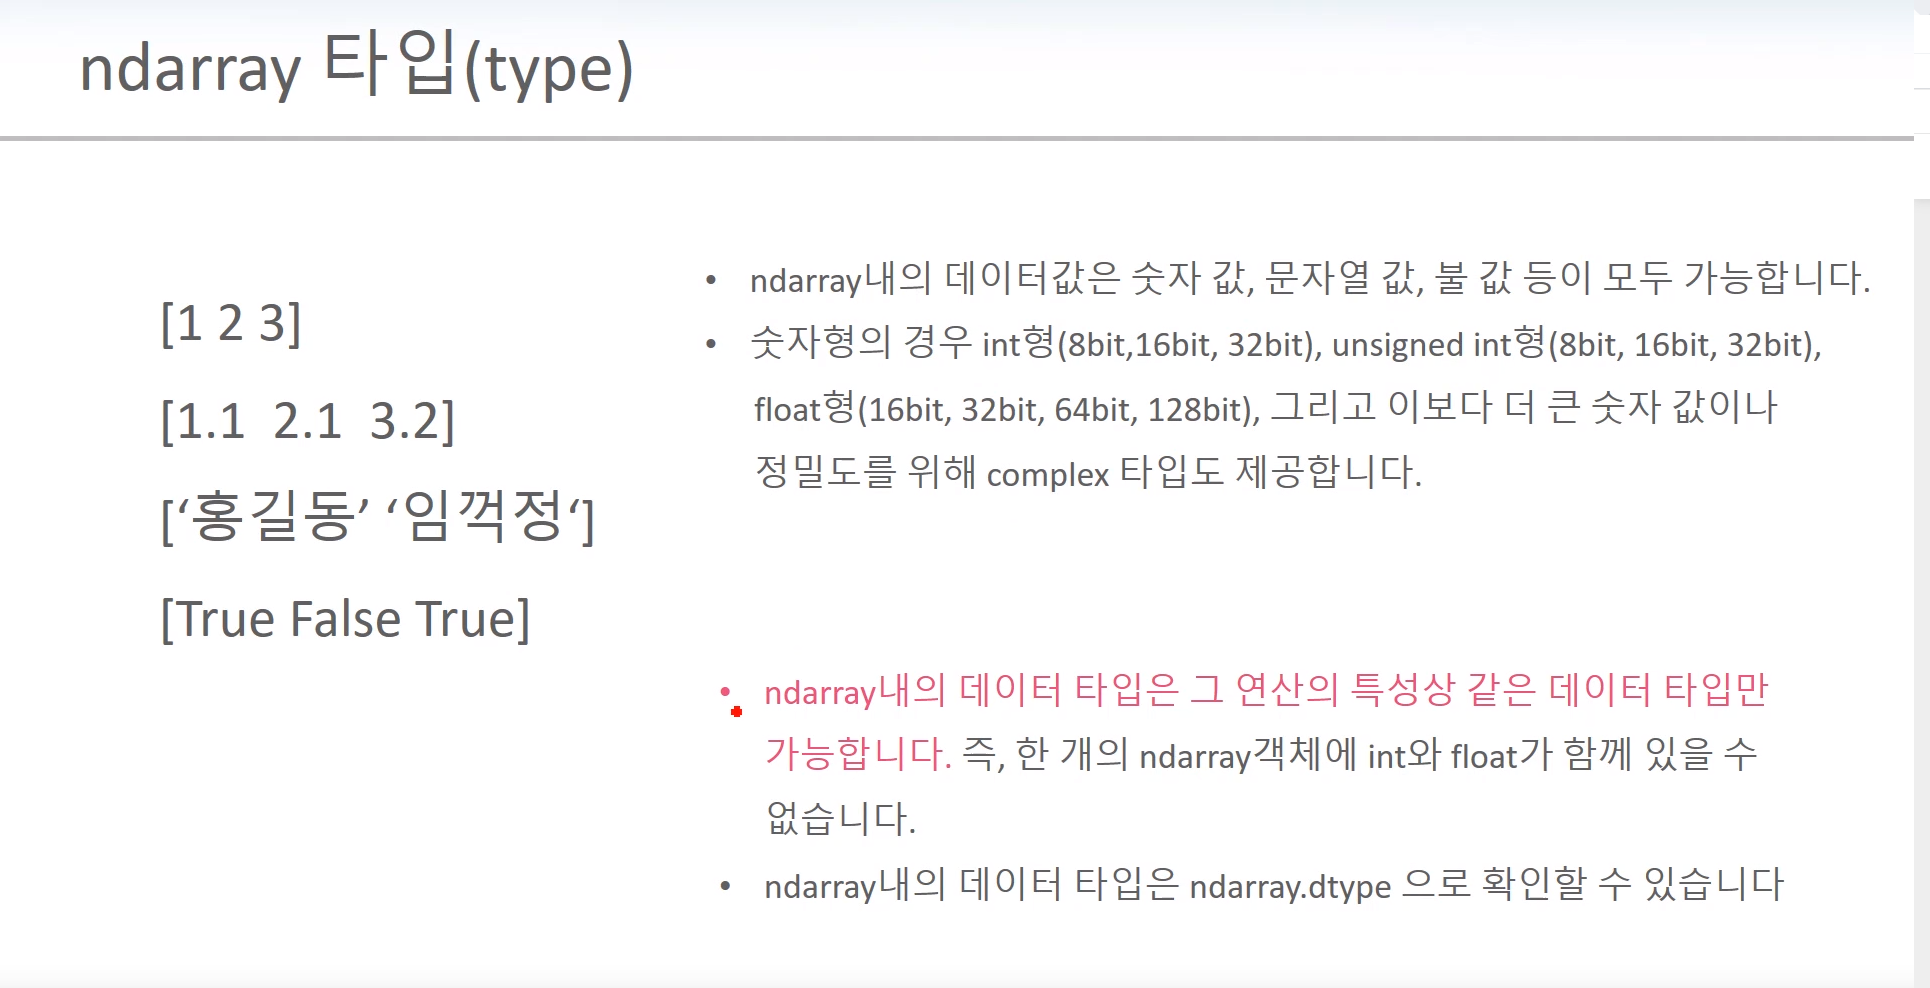 ndarray 타입(type)
[1 2 3]
[1.1 2.1 3.2]
[‘홍길동’ ‘임꺽정‘]
[True False True]
• ndarray내의 데이터값은 숫자 값, 문자열 값, 불 값 등이 모두 가능합니다.
• 숫자형의 경우 int형(8bit,16bit, 32bit), unsigned int형(8bit, 16bit, 32bit),
float형(16bit, 32bit, 64bit, 128bit), 그리고 이보다 더 큰 숫자 값이나
정밀도를 위해 complex 타입도 제공합니다.
• ndarray내의 데이터 타입은 그 연산의 특성상 같은 데이터 타입만
가능합니다. 즉, 한 개의 ndarray객체에 int와 float가 함께 있을 수
없습니다.
• ndarray내의 데이터 타입은 ndarray.dtype 으로 확인할 수 있습니다